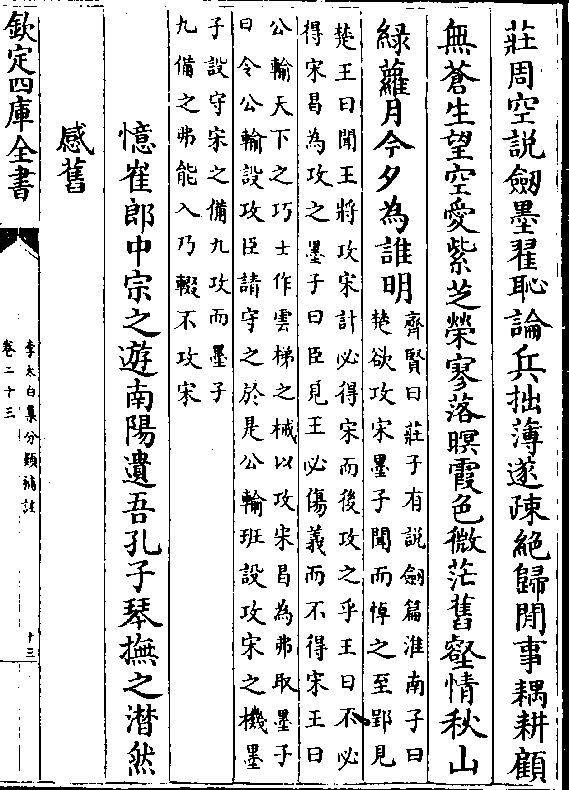 莊周空說劔墨翟恥論兵拙薄遂疎絶歸閒事耦耕顧
無蒼生望空愛紫芝榮寥落暝霞色微茫舊壑情秋山
綠蘿月今夕為誰明
齊賢曰莊子有說劔篇淮南子曰
楚欲攻宋墨子聞而悼之至郢見
楚王曰聞王將攻宋計必得宋而後攻之乎王曰不必
得宋曷為攻之墨子曰臣見王必傷義而不得宋王曰
公輸天下之巧士作雲梯之械以攻宋曷為弗取墨子
曰令公輸設攻臣請守之於是公輸班設攻宋之機墨
子設守宋之備九攻而墨子
九備之弗能入乃輟不攻宋
憶崔郎中宗之遊南陽遺吾孔子琴撫之潜然
感舊
欽定四庫全書
李太白集分類補註
卷二十三
十三